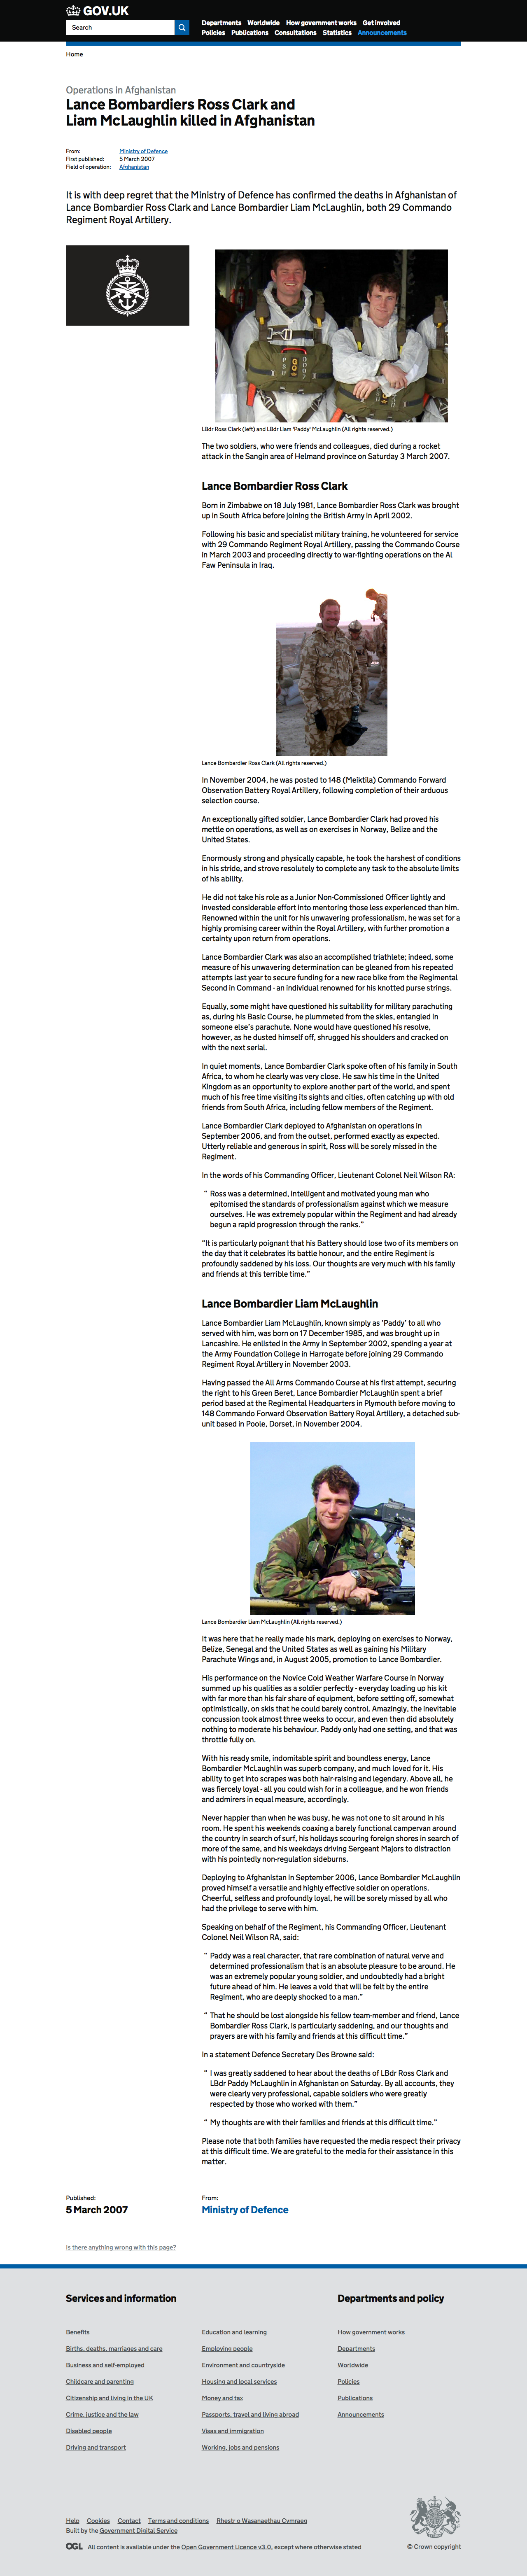 GOV.UK
Search
Departments Worldwide How government works Get involved
Policies Publications Consultations Statistics Announcements
Home
Operations in Afghanistan
Lance Bombardiers Ross Clark and
Liam McLaughlin killed in Afghanistan
From: Ministry of Defence
First published: 5 March 2007
Field of operation: Afghanistan
It is with deep regret that the Ministry of Defence has confirmed the deaths in Afghanistan of
Lance Bombardier Ross Clark and Lance Bombardier Liam McLaughlin, both 29 Commando
Regiment Royal Artillery.
LBdr Ross Clark (left) and LBdr Liam 'Paddy' McLaughlin (All rights reserved.)
The two soldiers, who were friends and colleagues, died during a rocket
attack in the Sangin area of Helmand province on Saturday 3 March 2007.
Lance Bombardier Ross Clark
Born in Zimbabwe on 18 July 1981, Lance Bombardier Ross Clark was brought
up in South Africa before joining the British Army in April 2002.
Following his basic and specialist military training, he volunteered for service
with 29 Commando Regiment Royal Artillery, passing the Commando Course
in March 2003 and proceeding directly to war-fighting operations on the Al
Faw Peninsula in Iraq.
Lance Bombardier Ross Clark (All rights reserved.)
In November 2004, he was posted to 148 (Meiktila) Commando Forward
Observation Battery Royal Artillery, following completion of their arduous
selection course.
An exceptionally gifted soldier, Lance Bombardier Clark had proved his
mettle on operations, as well as on exercises in Norway, Belize and the
United States.
Enormously strong and physically capable, he took the harshest of conditions
in his stride, and strove resolutely to complete any task to the absolute limits
of his ability.
He did not take his role as a Junior Non-Commissioned Officer lightly and
invested considerable effort into mentoring those less experienced than him.
Renowned within the unit for his unwavering professionalism, he was set for a
highly promising career within the Royal Artillery, with further promotion a
certainty upon return from operations.
Lance Bombardier Clark was also an accomplished triathlete; indeed, some
measure of his unwavering determination can be gleaned from his repeated
attempts last year to secure funding for a new race bike from the Regimental
Second in Command - an individual renowned for his knotted purse strings.
Equally, some might have questioned his suitability for military parachuting
as, during his Basic Course, he plummeted from the skies, entangled in
someone else's parachute. None would have questioned his resolve,
however, as he dusted himself off, shrugged his shoulders and cracked on
with the next serial.
In quiet moments, Lance Bombardier Clark spoke often of his family in South
Africa, to whom he clearly was very close. He saw his time in the United
Kingdom as an opportunity to explore another part of the world, and spent
much of his free time visiting its sights and cities, often catching up with old
friends from South Africa, including fellow members of the Regiment.
Lance Bombardier Clark deployed to Afghanistan on operations in
September 2006, and from the outset, performed exactly as expected.
Utterly reliable and generous in spirit, Ross will be sorely missed in the
Regiment.
In the words of his Commanding Officer, Lieutenant Colonel Neil Wilson RA:
“ Ross was a determined, intelligent and motivated young man who
epitomised the standards of professionalism against which we measure
ourselves. He was extremely popular within the Regiment and had already
begun a rapid progression through the ranks.”
"It is particularly poignant that his Battery should lose two of its members on
the day that it celebrates its battle honour, and the entire Regiment is
profoundly saddened by his loss. Our thoughts are very much with his family
and friends at this terrible time."
Lance Bombardier Liam McLaughlin
Lance Bombardier Liam McLaughlin, known simply as 'Paddy' to all who
served with him, was born on 17 December 1985, and was brought up in
Lancashire. He enlisted in the Army in September 2002, spending a year at
the Army Foundation College in Harrogate before joining 29 Commando
Regiment Royal Artillery in November 2003.
Having passed the All Arms Commando Course at his first attempt, securing
the right to his Green Beret, Lance Bombardier McLaughlin spent a brief
period based at the Regimental Headquarters in Plymouth before moving to
148 Commando Forward Observation Battery Royal Artillery, a detached sub-
unit based in Poole, Dorset, in November 2004.
Lance Bombardier Liam McLaughlin (All rights reserved.)
It was here that he really made his mark, deploying on exercises to Norway,
Belize, Senegal and the United States as well as gaining his Military
Parachute Wings and, in August 2005, promotion to Lance Bombardier.
His performance on the Novice Cold Weather Warfare Course in Norway
summed up his qualities as a soldier perfectly - everyday loading up his kit
with far more than his fair share of equipment, before setting off, somewhat
optimistically, on skis that he could barely control. Amazingly, the inevitable
concussion took almost three weeks to occur, and even then did absolutely
nothing to moderate his behaviour. Paddy only had one setting, and that was
throttle fully on.
With his ready smile, indomitable spirit and boundless energy, Lance
Bombardier McLaughlin was superb company, and much loved for it. His
ability to get into scrapes was both hair-raising and legendary. Above all, he
was fiercely loyal - all you could wish for in a colleague, and he won friends
and admirers in equal measure, accordingly.
Never happier than when he was busy, he was not one to sit around in his
room. He spent his weekends coaxing a barely functional campervan around
the country in search of surf, his holidays scouring foreign shores in search of
more of the same, and his weekdays driving Sergeant Majors to distraction
with his pointedly non-regulation sideburns.
Deploying to Afghanistan in September 2006, Lance Bombardier McLaughlin
proved himself a versatile and highly effective soldier on operations.
Cheerful, selfless and profoundly loyal, he will be sorely missed by all who
had the privilege to serve with him.
Speaking on behalf of the Regiment, his Commanding Officer, Lieutenant
Colonel Neil Wilson RA, said:
“ Paddy was a real character, that rare combination of natural verve and
determined professionalism that is an absolute pleasure to be around. He
was an extremely popular young soldier, and undoubtedly had a bright
future ahead of him. He leaves a void that will be felt by the entire
Regiment, who are deeply shocked to a man.”
“ That he should be lost alongside his fellow team-member and friend, Lance
Bombardier Ross Clark, is particularly saddening, and our thoughts and
prayers are with his family and friends at this difficult time.”
In a statement Defence Secretary Des Browne said:
“ I was greatly saddened to hear about the deaths of LBdr Ross Clark and
LBdr Paddy McLaughlin in Afghanistan on Saturday. By all accounts, they
were clearly very professional, capable soldiers who were greatly
respected by those who worked with them.”
“ My thoughts are with their families and friends at this difficult time.”
Please note that both families have requested the media respect their privacy
at this difficult time. We are grateful to the media for their assistance in this
matter.
Published: From:
5 March 2007 Ministry of Defence
Is there anything wrong with this page?
Services and information Departments and policy
Benefits Education and learning How government works
Births, deaths, marriages and care Employing people Departments
Business and self-employed Environment and countryside Worldwide
Childcare and parenting Housing and local services Policies
Citizenship and living in the UK Money and tax Publications
Crime, justice and the law Passports, travel and living abroad Announcements
Disabled people Visas and immigration
Driving and transport Working, jobs and pensions
Help Cookies Contact Terms and conditions Rhestr o Wasanaethau Cymraeg
Built by the Government Digital Service
OGL All content is available under the Open Government Licence v3.0, except where otherwise stated
© Crown copyright